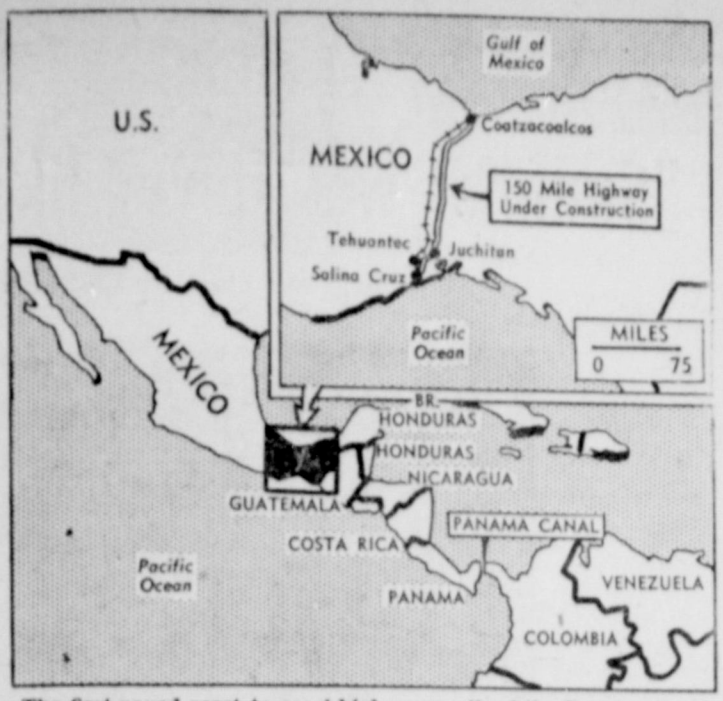 U.S.
Gulf of
Mexico
Coatzacoalcos
MEXICO
150 Mile Highway
Under Construction
Tehuantec
Juchitan
Salina Cruz
Pacific
Ocean
MILES
0 75
MEXICO
BR.
HONDURAS
HONDURAS
NICARAGUA
GUATEMALA
PANAMA CANAL
COSTA RICA
Pacific
Ocean
PANAMA
VENEZUELA
COLOMBIA